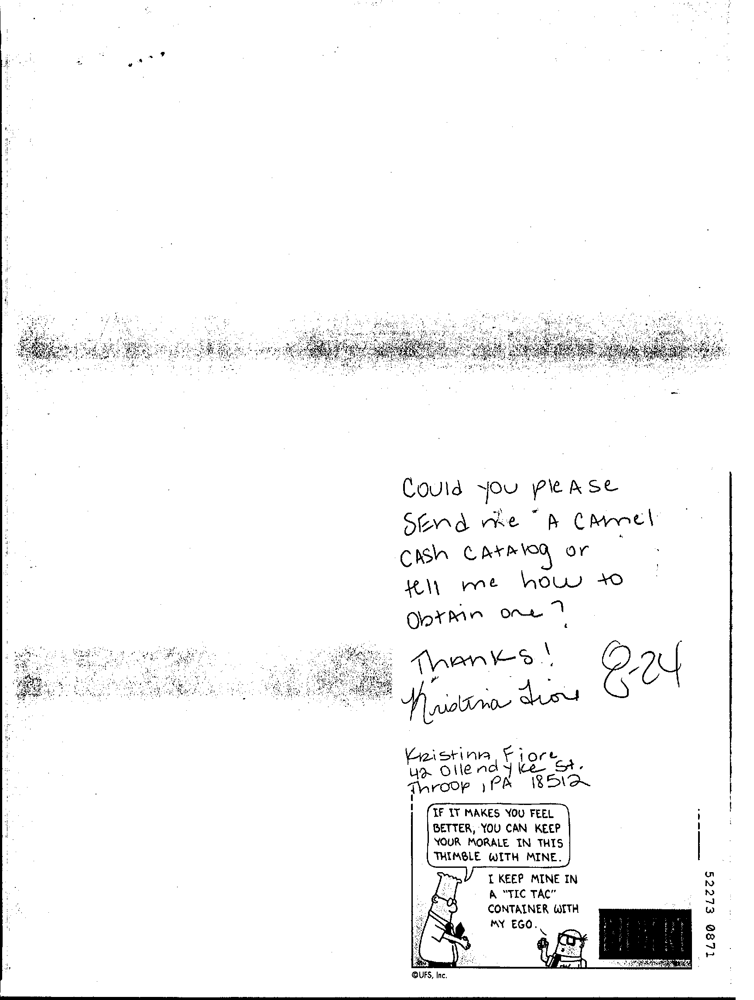 Could you pleAse
SEnd me A CAmel
CASh CAtAlog or
tell me how to
ObtAin one?
ThAnKs!
8-24
Kristina Fiore
Kristina Fiore
42 Ollendyke St.
Throop, PA 18512
IF IT MAKES YOU FEEL
BETTER, YOU CAN KEEP
YOUR MORALE IN THIS
THIMBLE WITH MINE.
I KEEP MINE IN
A "TIC TAC"
CONTAINER WITH
MY EGO.
©UFS, Inc.
52273 0871